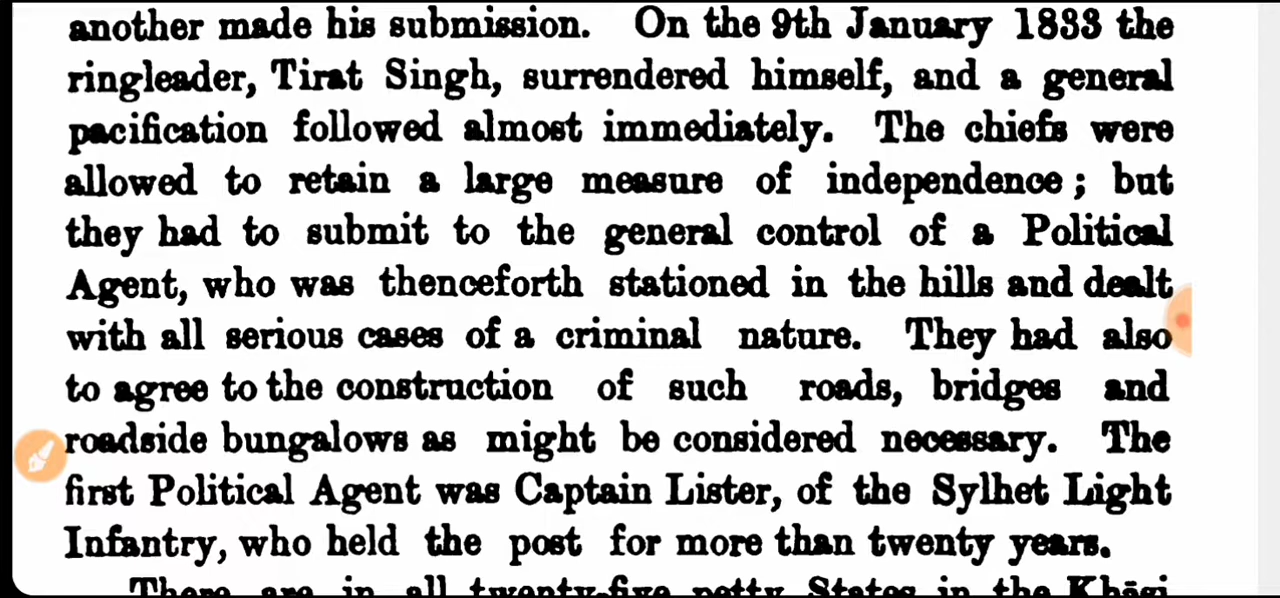 another made his submission. On the 9th January 1833 the
ringleader, Tirat Singh, surrendered himself, and a general
pacification followed almost immediately. The chiefs were
allowed to retain a large measure of independence; but
they had to submit to the general control of a Political
Agent, who was thenceforth stationed in the hills and dealt
with all serious cases of a criminal nature. They had also
to agree to the construction of such roads, bridges and
roadside bungalows as might be considered necessary. The
first Political Agent was Captain Lister, of the Sylhet Light
Infantry, who held the post for more than twenty years.
There are in all twenty-five petty States in the Khāsi